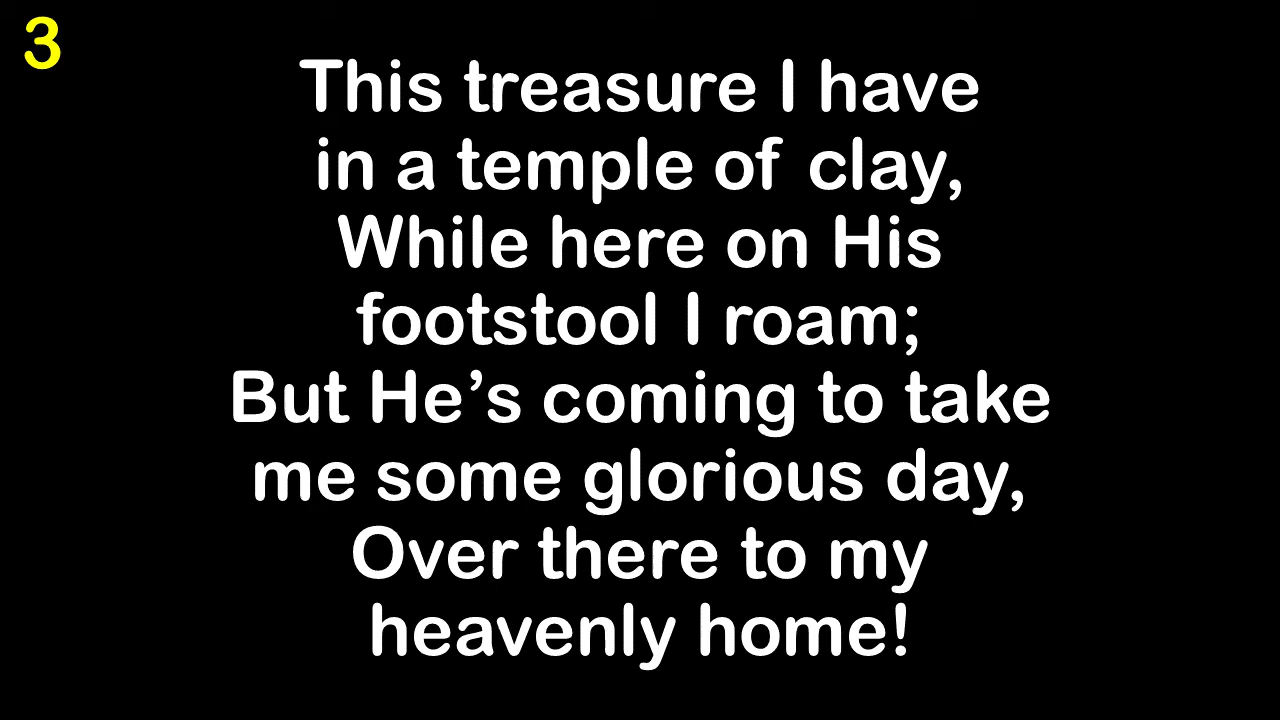 3
This treasure I have
in a temple of clay,
While here on His
footstool I roam;
But He’s coming to take
me some glorious day,
Over there to my
heavenly home!